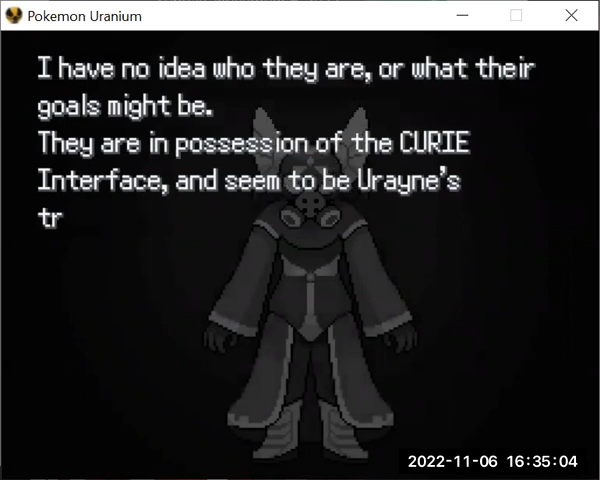 Pokemon Uranium
I have no idea who they are, or what their
goals might be.
They are in possession of the CURIE
Interface, and seem to be Urayne's
tr
2022-11-06 16:35:04